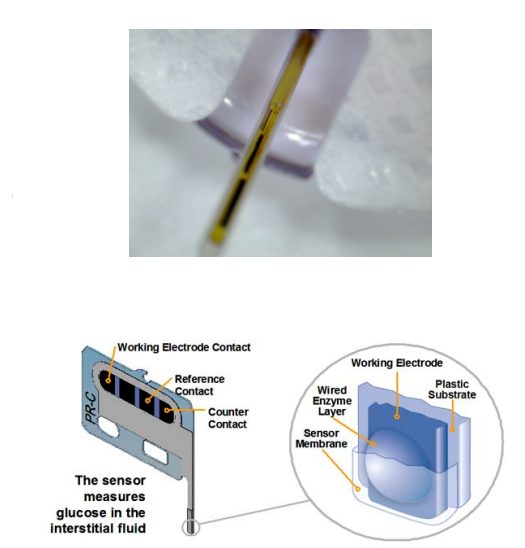 Working Electrode Contact
Reference
Contact
Counter
Contact
PR-C
The sensor
measures
glucose in the
interstitial fluid
Working Electrode
Plastic
Substrate
Wired
Enzyme
Layer
Sensor
Membrane